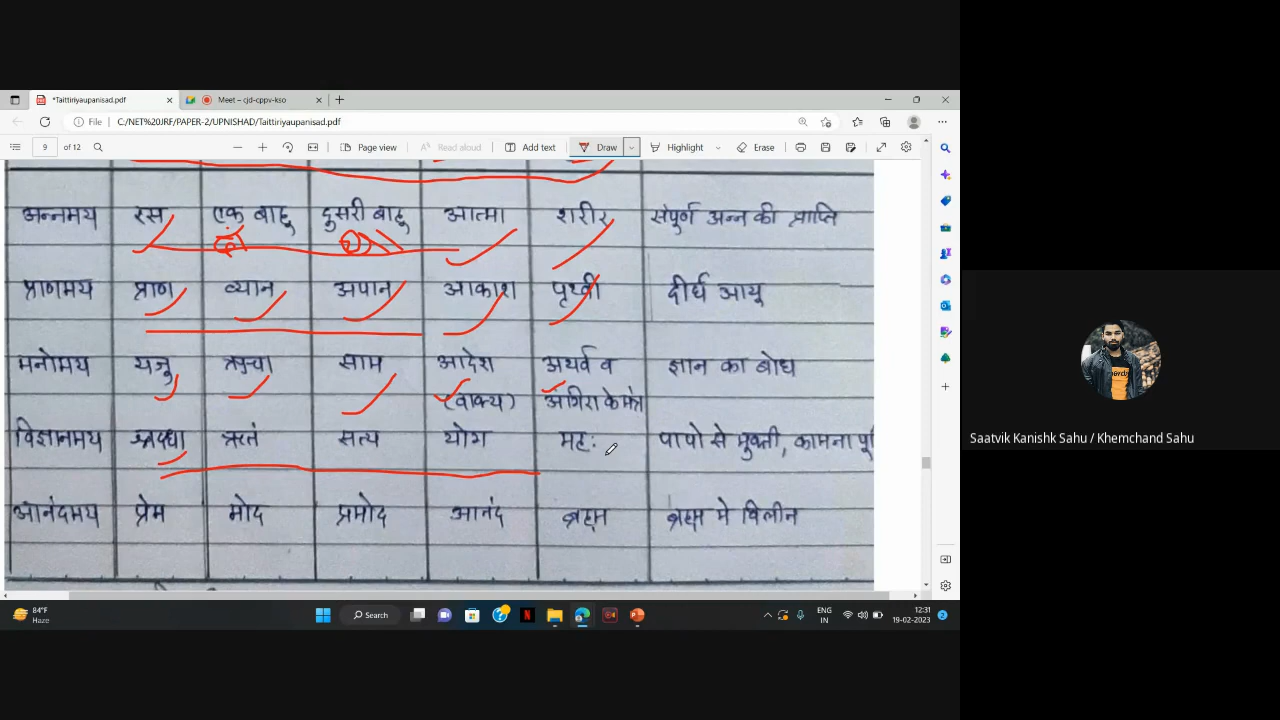 *Taittiriyaupanisad.pdf
Meet – cjd-cppv-kso
File C:/NET%20JRF/PAPER-2/UPNISHAD/Taittiriyaupanisad.pdf
9 of 12 Page view Read aloud Add text Draw Highlight Erase
अन्नमय रस एक बाहू दुसरी बाहू आत्मा शरीर संपूर्ण अन्न की प्राप्ति
प्राणमय प्राण व्यान अपान आकाश पृथ्वी दीर्घ आयु
मनोमय यजु ऋुचा साम आदेश अथर्व व ज्ञान का बोध
(वाक्य) अंगिरा के मंत्र
विज्ञानमय श्रध्धा ऋतं सत्य योग महः पापो से मुक्ती, कामना
आनंदमय प्रेम मोद प्रमोद आनंद ब्रह्म ब्रह्म मे विलीन
Saatvik Kanishk Sahu / Khemchand Sahu
84°F
Haze
Search
ENG
IN
12:31
19-02-2023